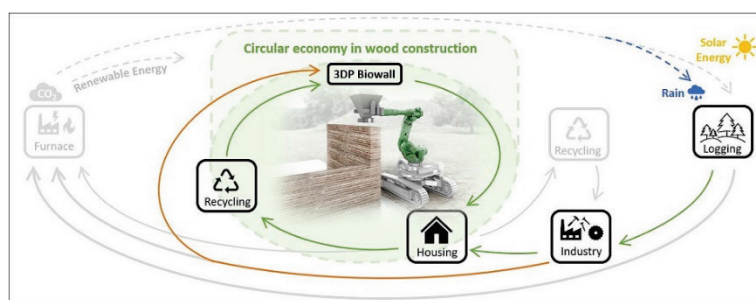 Circular economy in wood construction
Solar
Energy
Renewable Energy
3DP Biowall
CO₂
Rain
Furnace
Recycling
Logging
Recycling
Housing
Industry